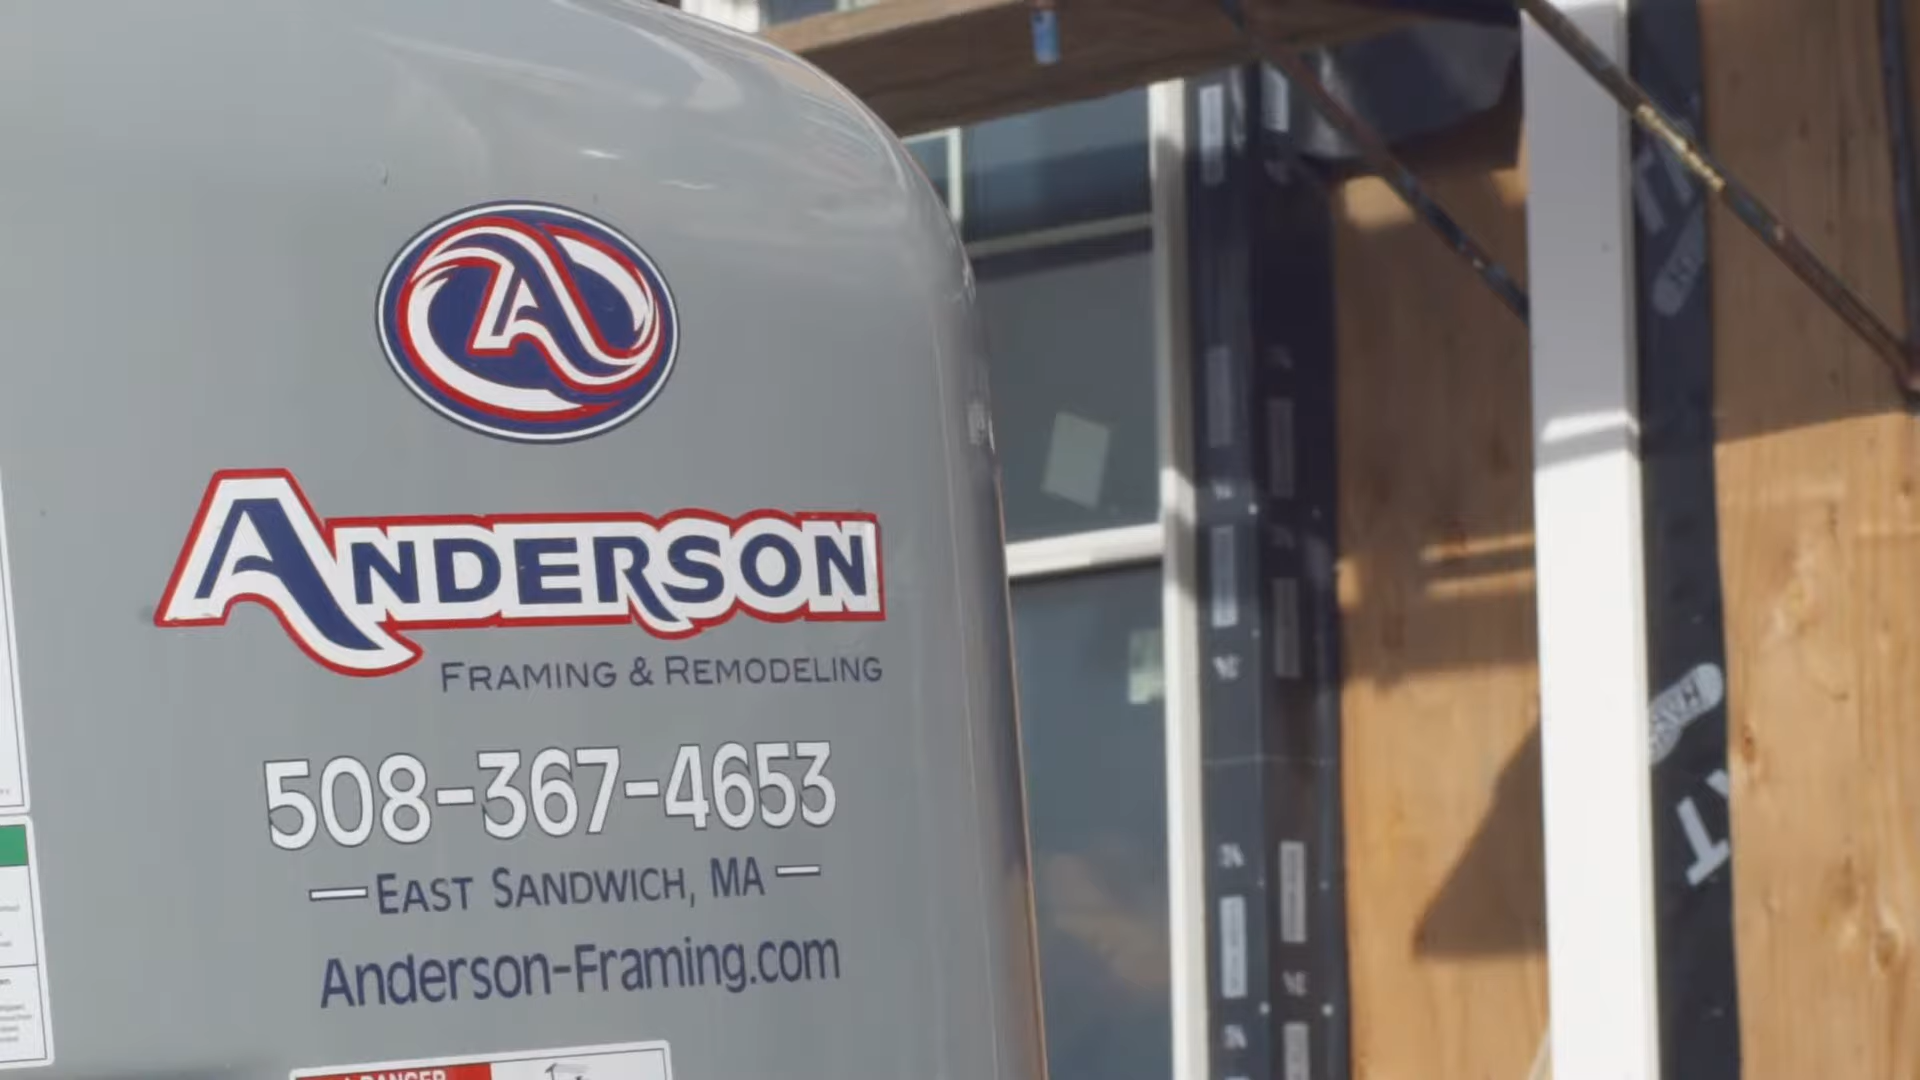 A
ANDERSON
FRAMING & REMODELING
508-367-4653
EAST SANDWICH, MA
Anderson-Framing.com
DANGER